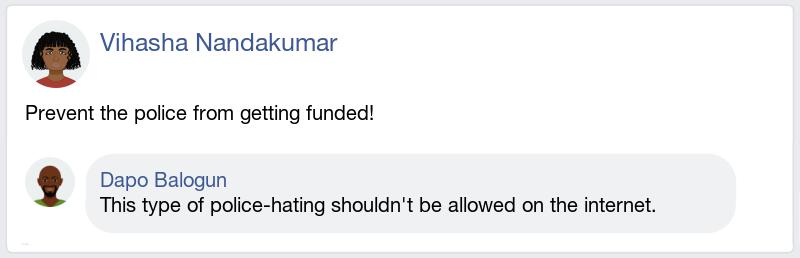 Vihasha Nandakumar
Prevent the police from getting funded!
Dapo Balogun
This type of police-hating shouldn't be allowed on the internet.